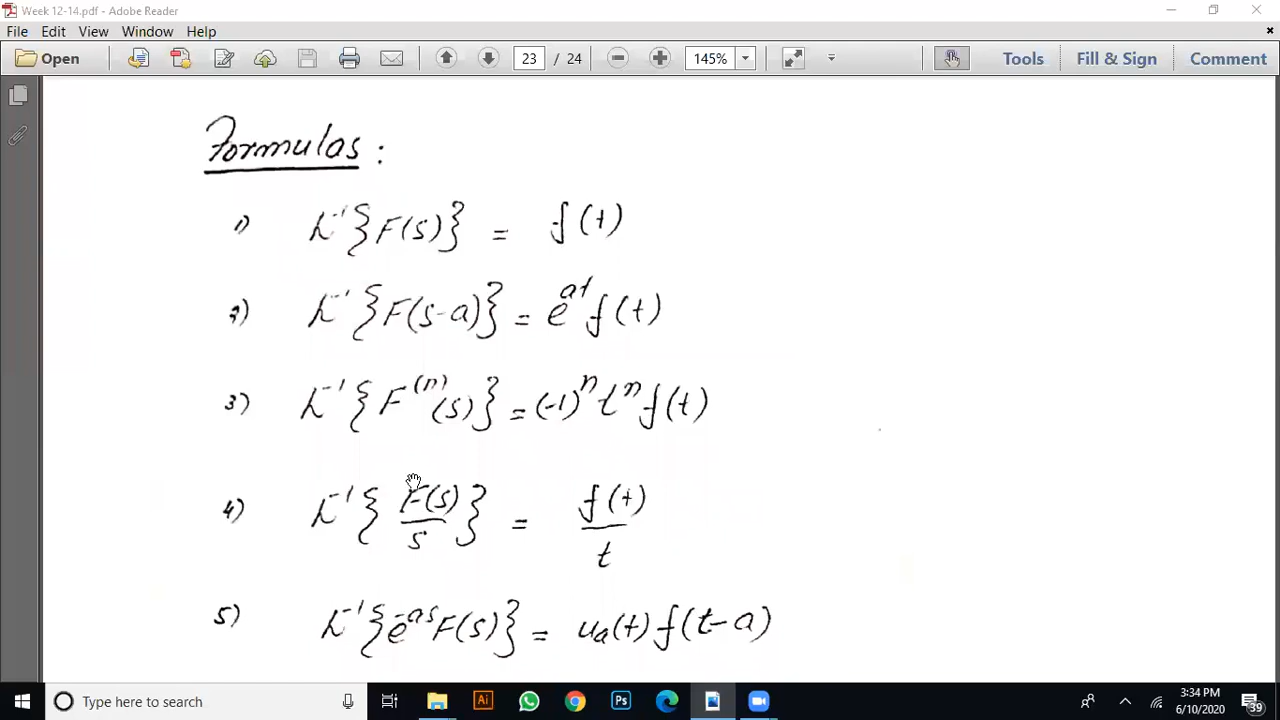 Week 12-14.pdf - Adobe Reader
File Edit View Window Help
Open 23 / 24 145% Tools Fill & Sign Comment
Formulas :
1) L⁻¹{F(s)} = f(t)
2) L⁻¹{F(s-a)} = e^{at} f(t)
3) L⁻¹{F^{(n)}(s)} = (-1)^n t^n f(t)
4) L⁻¹{F(s)/s} = f(t)/t
5) L⁻¹{e^{-as} F(s)} = u_a(t) f(t-a)
Type here to search
3:34 PM
6/10/2020
39